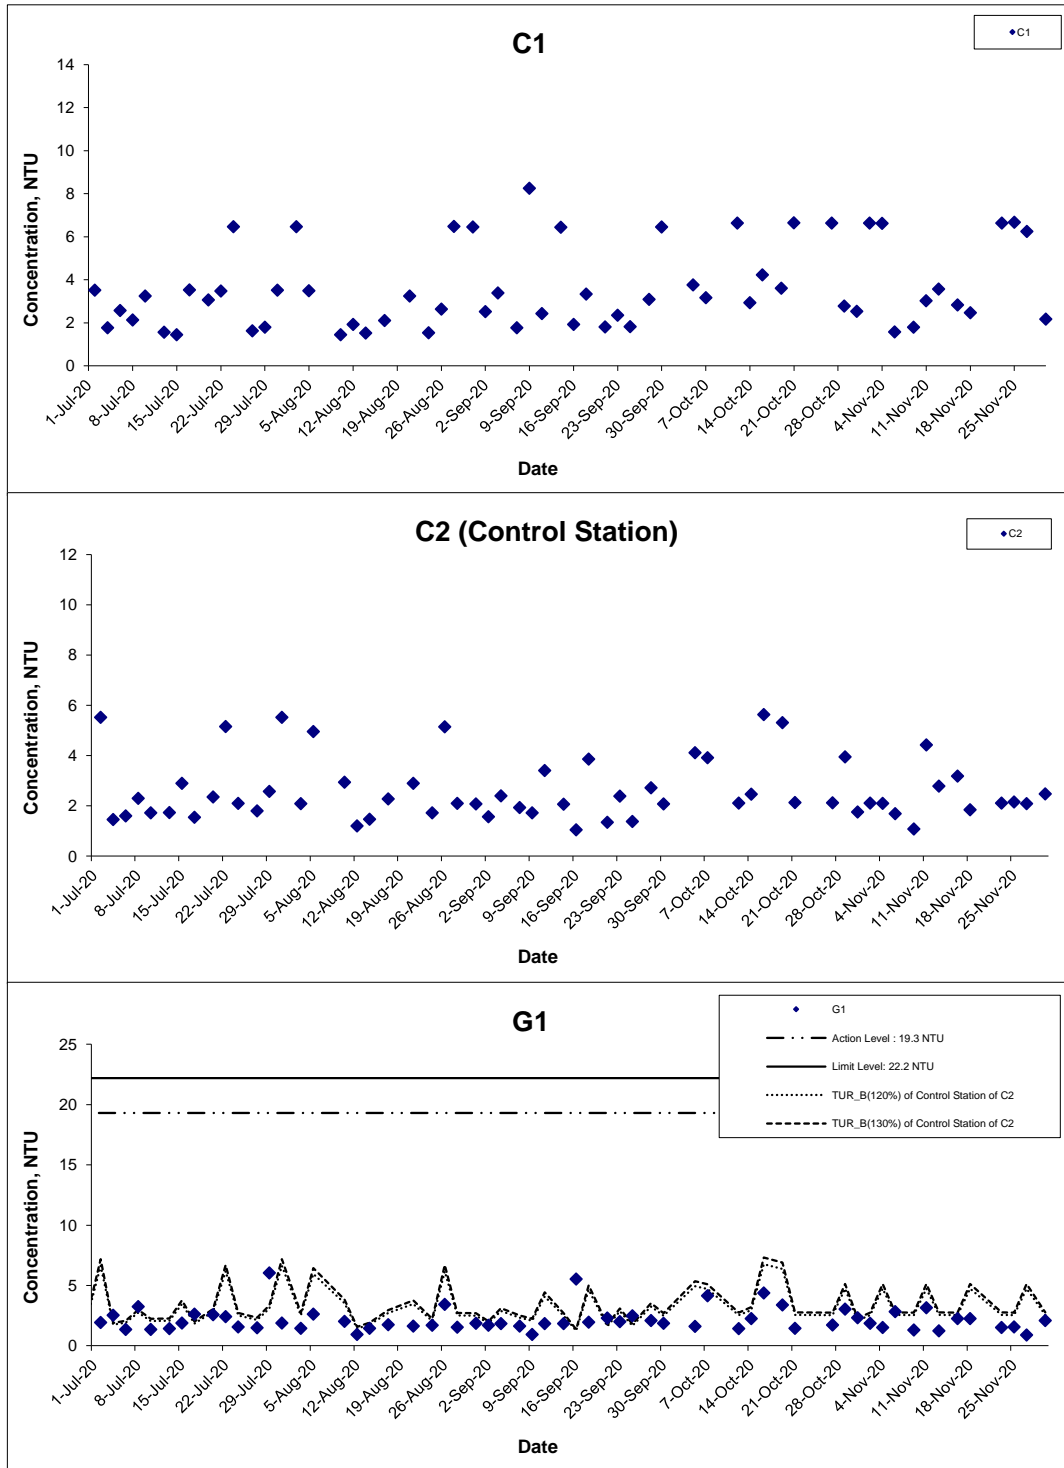 C1
C1
14
12
10
8
6
4
2
0
Concentration, NTU
1-Jul-20
8-Jul-20
15-Jul-20
22-Jul-20
29-Jul-20
5-Aug-20
12-Aug-20
19-Aug-20
26-Aug-20
2-Sep-20
9-Sep-20
16-Sep-20
23-Sep-20
30-Sep-20
7-Oct-20
14-Oct-20
21-Oct-20
28-Oct-20
4-Nov-20
11-Nov-20
18-Nov-20
25-Nov-20
Date
C2 (Control Station)
C2
12
10
8
6
4
2
0
Concentration, NTU
1-Jul-20
8-Jul-20
15-Jul-20
22-Jul-20
29-Jul-20
5-Aug-20
12-Aug-20
19-Aug-20
26-Aug-20
2-Sep-20
9-Sep-20
16-Sep-20
23-Sep-20
30-Sep-20
7-Oct-20
14-Oct-20
21-Oct-20
28-Oct-20
4-Nov-20
11-Nov-20
18-Nov-20
25-Nov-20
Date
G1
G1
Action Level : 19.3 NTU
Limit Level: 22.2 NTU
TUR_B(120%) of Control Station of C2
TUR_B(130%) of Control Station of C2
25
20
15
10
5
0
Concentration, NTU
1-Jul-20
8-Jul-20
15-Jul-20
22-Jul-20
29-Jul-20
5-Aug-20
12-Aug-20
19-Aug-20
26-Aug-20
2-Sep-20
9-Sep-20
16-Sep-20
23-Sep-20
30-Sep-20
7-Oct-20
14-Oct-20
21-Oct-20
28-Oct-20
4-Nov-20
11-Nov-20
18-Nov-20
25-Nov-20
Date